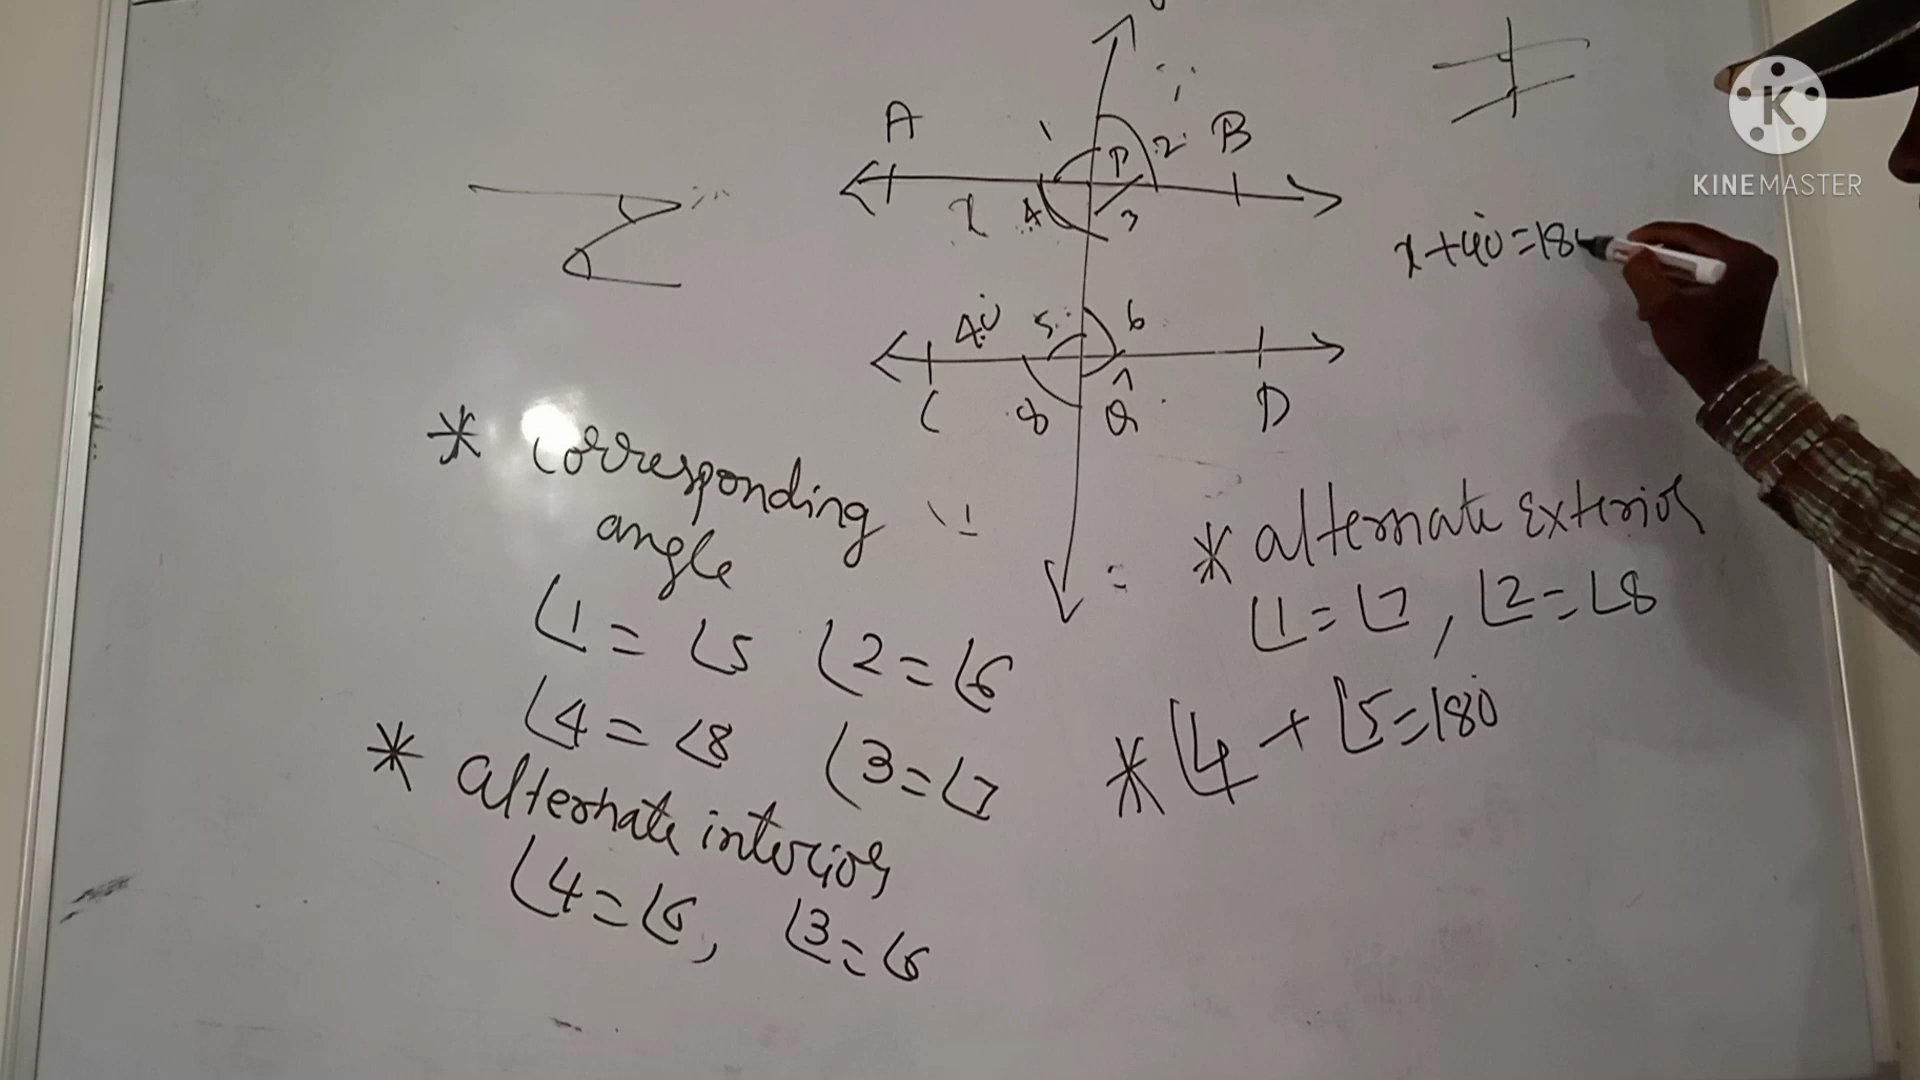 A
1
P
2
B
K
KINEMASTER
x
4
3
x+40=18
40
5
6
C
8
Q
D
* corresponding
angle
∠1 = ∠5 ∠2 = ∠6
∠4 = ∠8 ∠3 = ∠7
* alternate interior
∠4 = ∠6, ∠3 = ∠5
* alternate exterior
∠1 = ∠7, ∠2 = ∠8
* ∠4 + ∠5 = 180